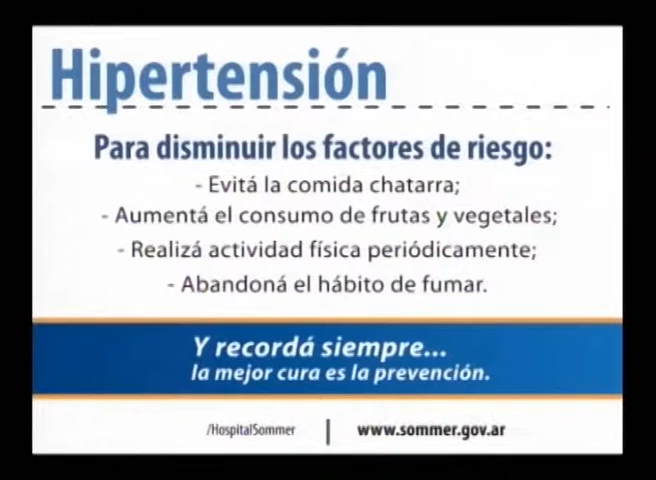 Hipertensión
Para disminuir los factores de riesgo:
- Evitá la comida chatarra;
- Aumentá el consumo de frutas y vegetales;
- Realizá actividad física periódicamente;
- Abandoná el hábito de fumar.
Y recordá siempre...
la mejor cura es la prevención.
/HospitalSommer | www.sommer.gov.ar